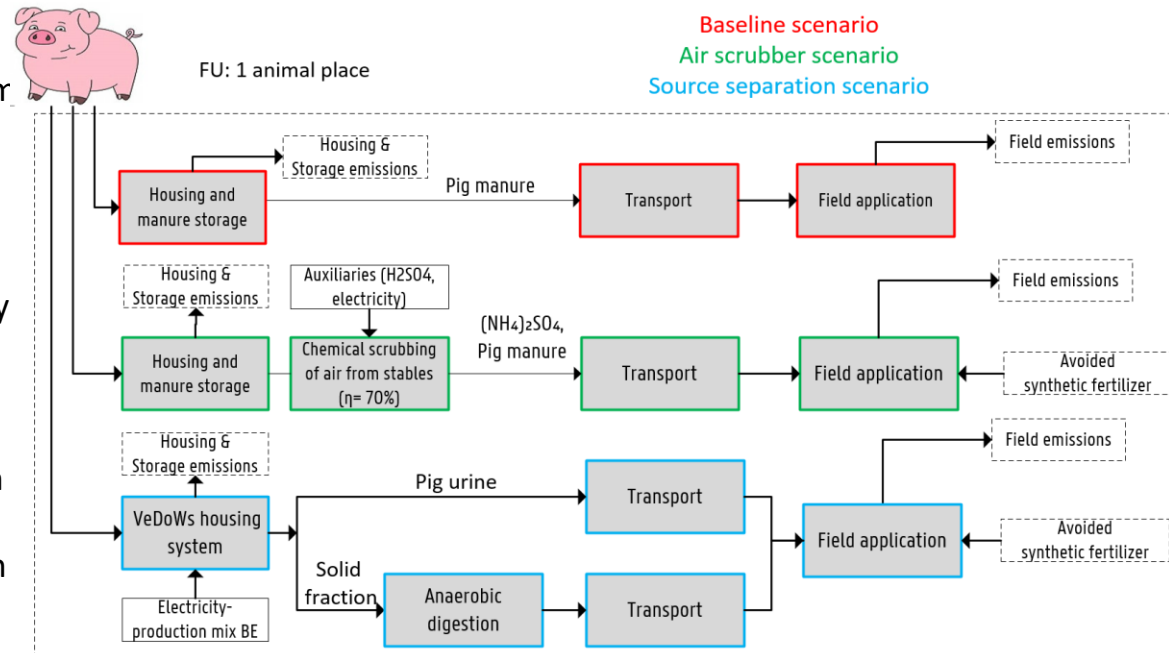 Baseline scenario
Air scrubber scenario
Source separation scenario
FU: 1 animal place
m
Housing &
Storage emissions
Field emissions
Housing and
manure storage
Pig manure
Transport
Field application
Housing &
Storage emissions
Auxiliaries (H2SO4,
electricity)
Field emissions
y
(NH₄)₂SO₄,
Pig manure
Housing and
manure storage
Chemical scrubbing
of air from stables
(η= 70%)
Transport
Field application
Avoided
synthetic fertilizer
Housing &
Storage emissions
Field emissions
n
Pig urine
Transport
VeDoWs housing
system
Field application
Avoided
synthetic fertilizer
n
Solid
fraction
Anaerobic
digestion
Transport
Electricity-
production mix BE